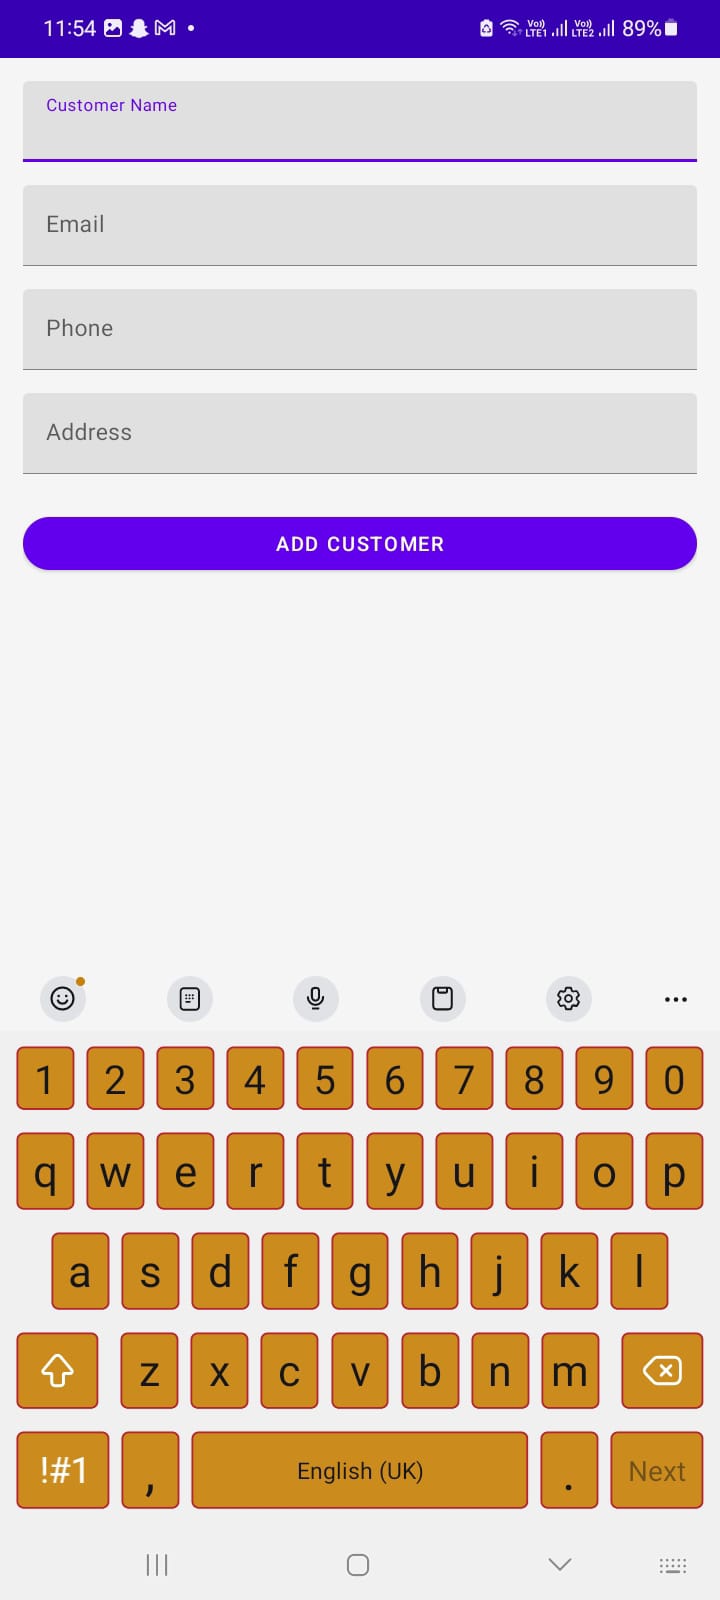 11:54 Vo)) LTE1 Vo)) LTE2 89%
Customer Name
Email
Phone
Address
ADD CUSTOMER
1 2 3 4 5 6 7 8 9 0
q w e r t y u i o p
a s d f g h j k l
z x c v b n m
!#1 , English (UK) . Next